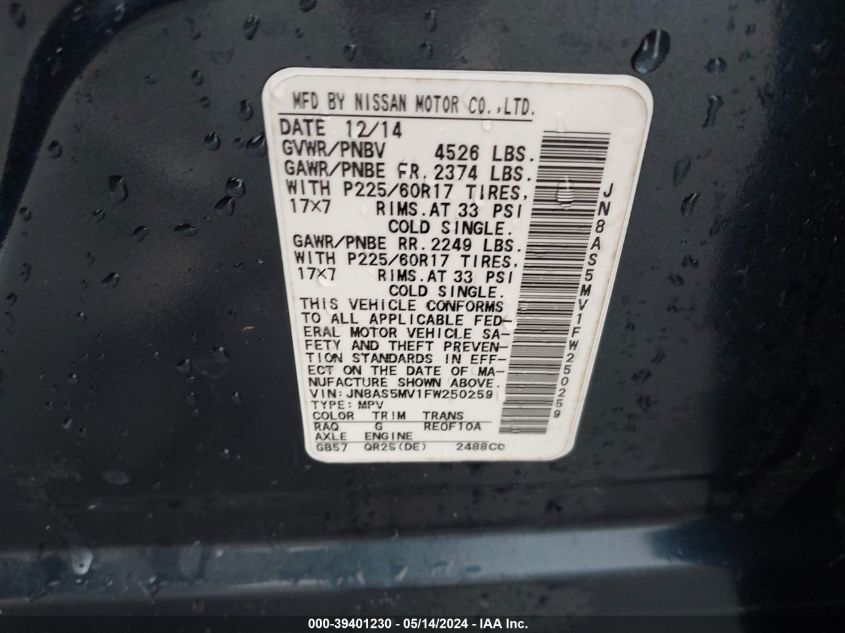 MFD BY NISSAN MOTOR CO.,LTD.
DATE 12/14
GVWR/PNBV 4526 LBS.
GAWR/PNBE FR. 2374 LBS.
WITH P225/60R17 TIRES,
17X7 RIMS.AT 33 PSI
COLD SINGLE.
GAWR/PNBE RR. 2249 LBS.
WITH P225/60R17 TIRES,
17X7 RIMS.AT 33 PSI
COLD SINGLE.
THIS VEHICLE CONFORMS
TO ALL APPLICABLE FED-
ERAL MOTOR VEHICLE SA-
FETY AND THEFT PREVEN-
TION STANDARDS IN EFF-
ECT ON THE DATE OF MA-
NUFACTURE SHOWN ABOVE.
VIN:JN8AS5MV1FW250259
TYPE:MPV
COLOR TRIM TRANS
RAQ G RE0F10A
AXLE ENGINE
GB57 QR25(DE) 2488CC
JN8AS5MV1FW250259
000-39401230 - 05/14/2024 - IAA Inc.